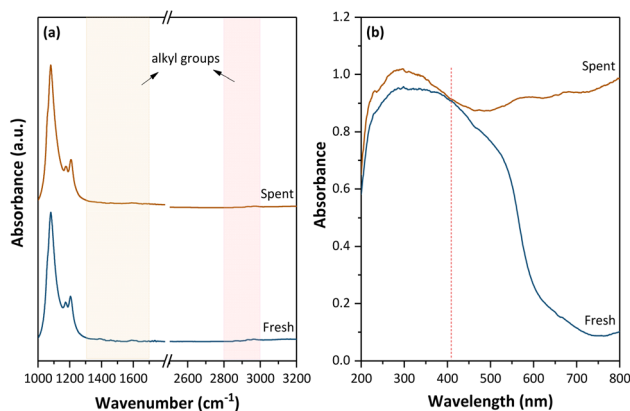 (a)
alkyl groups
Spent
Fresh
Absorbance (a.u.)
1000 1200 1400 1600 2600 2800 3000 3200
Wavenumber (cm⁻¹)
(b)
Spent
Fresh
Absorbance
1.2
1.0
0.8
0.6
0.4
0.2
0.0
200 300 400 500 600 700 800
Wavelength (nm)